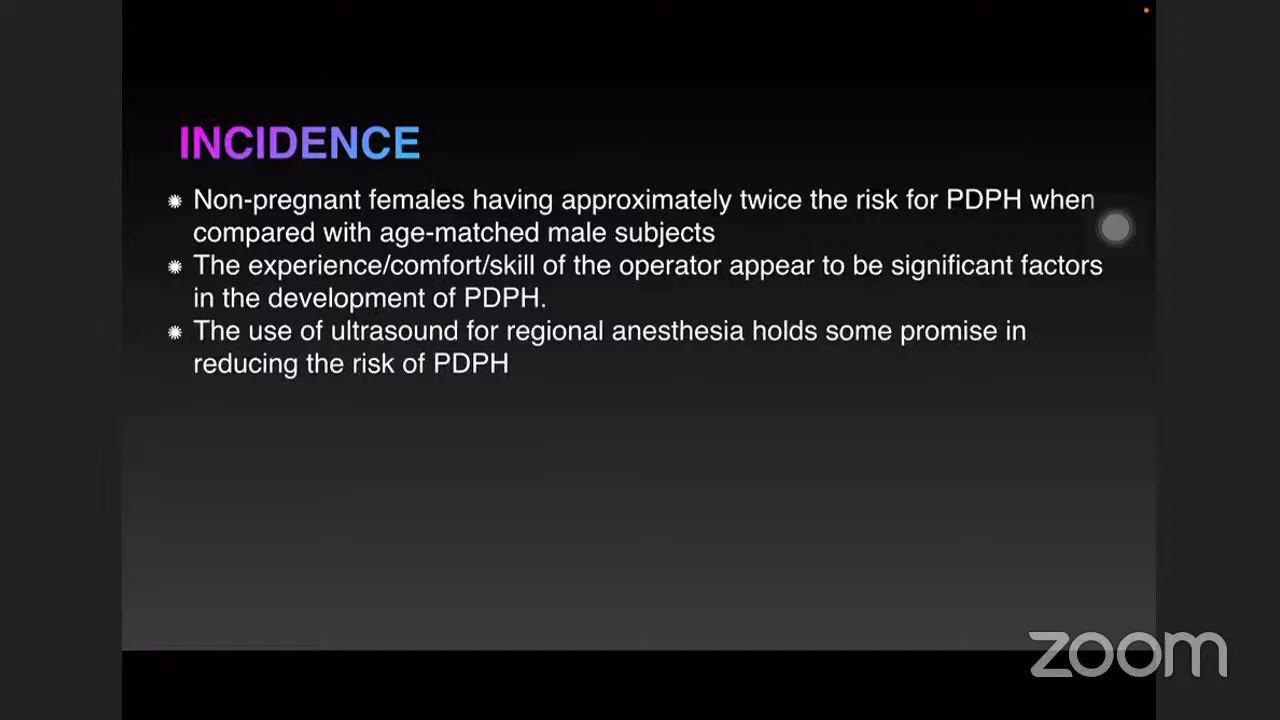 INCIDENCE
Non-pregnant females having approximately twice the risk for PDPH when
compared with age-matched male subjects
The experience/comfort/skill of the operator appear to be significant factors
in the development of PDPH.
The use of ultrasound for regional anesthesia holds some promise in
reducing the risk of PDPH
zoom